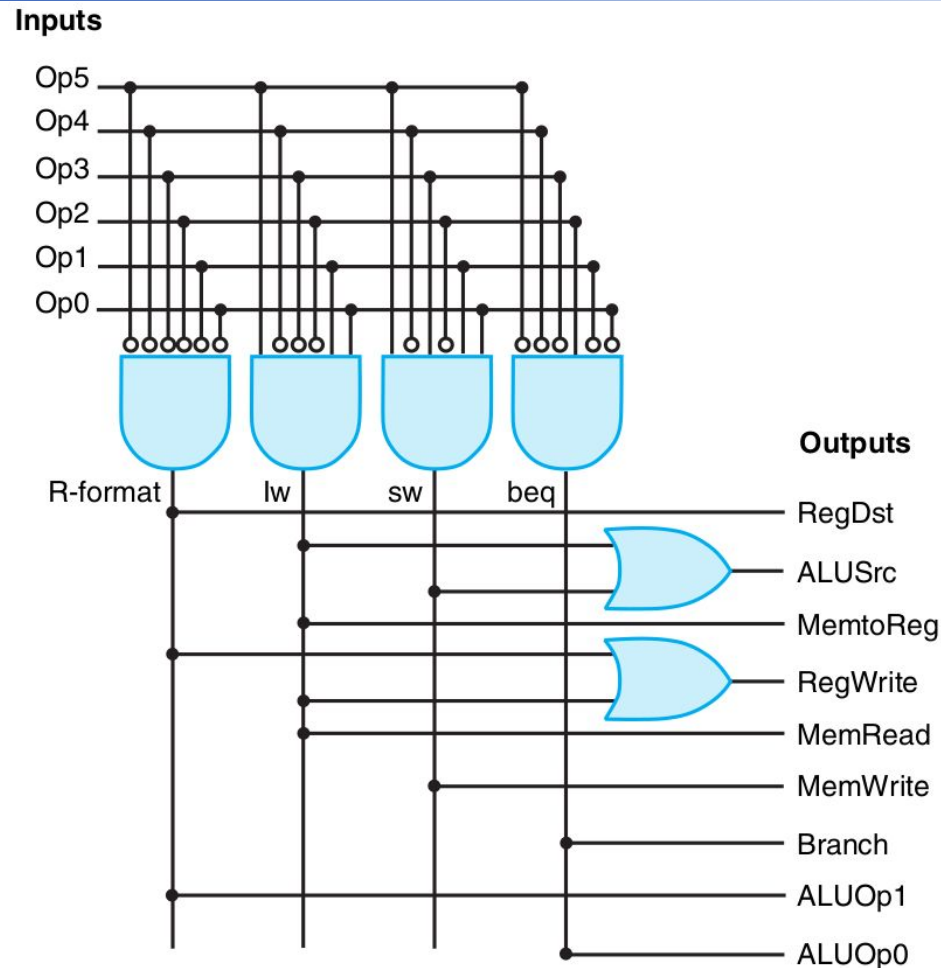 Inputs
Op5
Op4
Op3
Op2
Op1
Op0
R-format
lw
sw
beq
Outputs
RegDst
ALUSrc
MemtoReg
RegWrite
MemRead
MemWrite
Branch
ALUOp1
ALUOp0